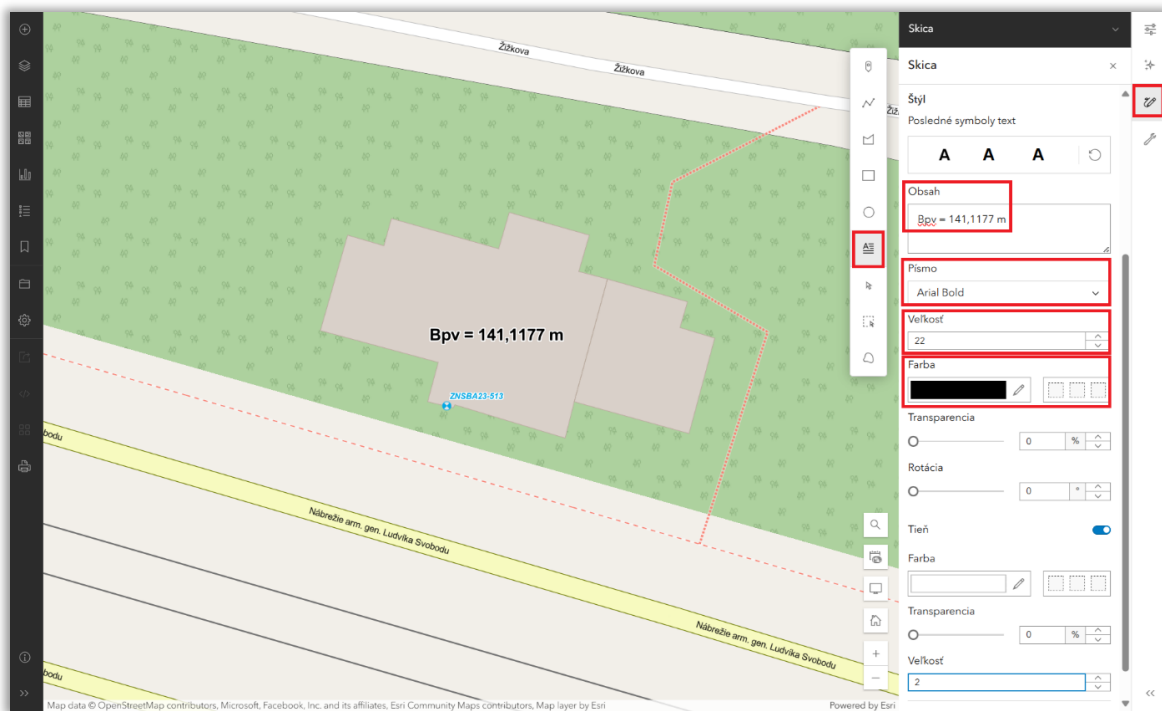 Skica
Skica
Štýl
Posledné symboly text
A A A
Obsah
Bpv = 141,1177 m
Písmo
Arial Bold
Veľkosť
22
Farba
Transparencia
0 %
Rotácia
0 °
Tieň
Farba
Transparencia
0 %
Veľkosť
2
Žižkova
Žižkova
Žiž
Bpv = 141,1177 m
ZNSBA23-513
bodu
Nábrežie arm. gen. Ludvíka Svobodu
Nábrežie arm. gen. Ludvíka Svobodu
bodu
Map data © OpenStreetMap contributors, Microsoft, Facebook, Inc. and its affiliates, Esri Community Maps contributors, Map layer by Esri
Powered by Esri